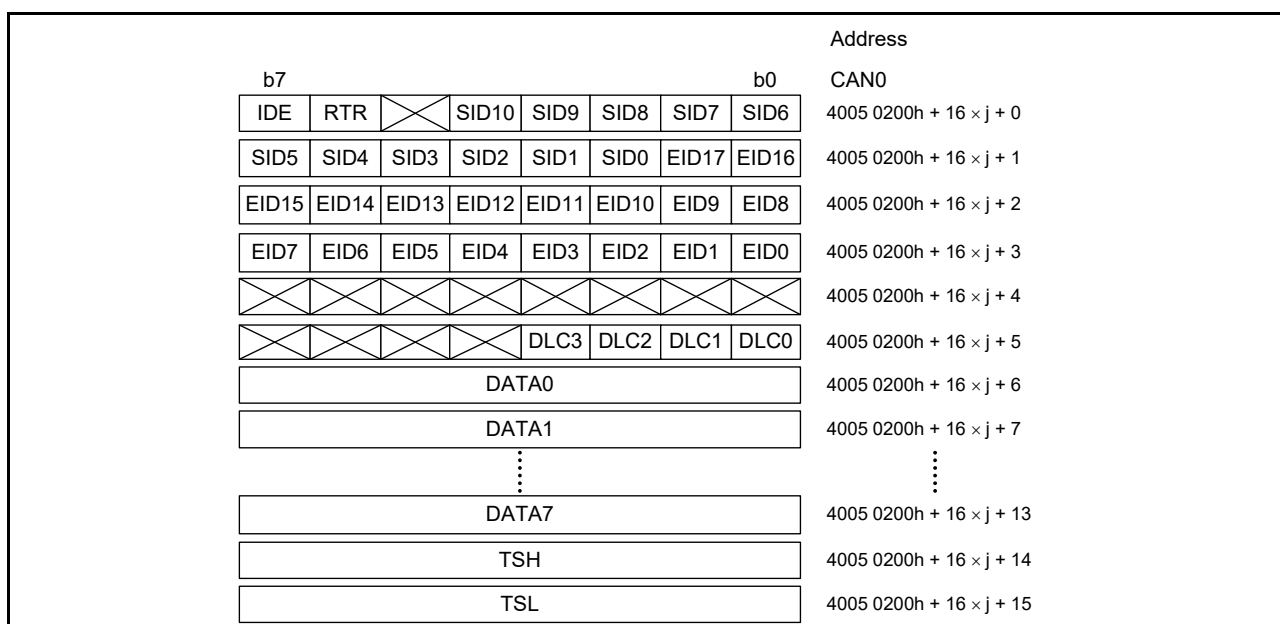 Address
b7 b0 CAN0
IDE RTR SID10 SID9 SID8 SID7 SID6 4005 0200h + 16 × j + 0
SID5 SID4 SID3 SID2 SID1 SID0 EID17 EID16 4005 0200h + 16 × j + 1
EID15 EID14 EID13 EID12 EID11 EID10 EID9 EID8 4005 0200h + 16 × j + 2
EID7 EID6 EID5 EID4 EID3 EID2 EID1 EID0 4005 0200h + 16 × j + 3
4005 0200h + 16 × j + 4
DLC3 DLC2 DLC1 DLC0 4005 0200h + 16 × j + 5
DATA0 4005 0200h + 16 × j + 6
DATA1 4005 0200h + 16 × j + 7
DATA7 4005 0200h + 16 × j + 13
TSH 4005 0200h + 16 × j + 14
TSL 4005 0200h + 16 × j + 15